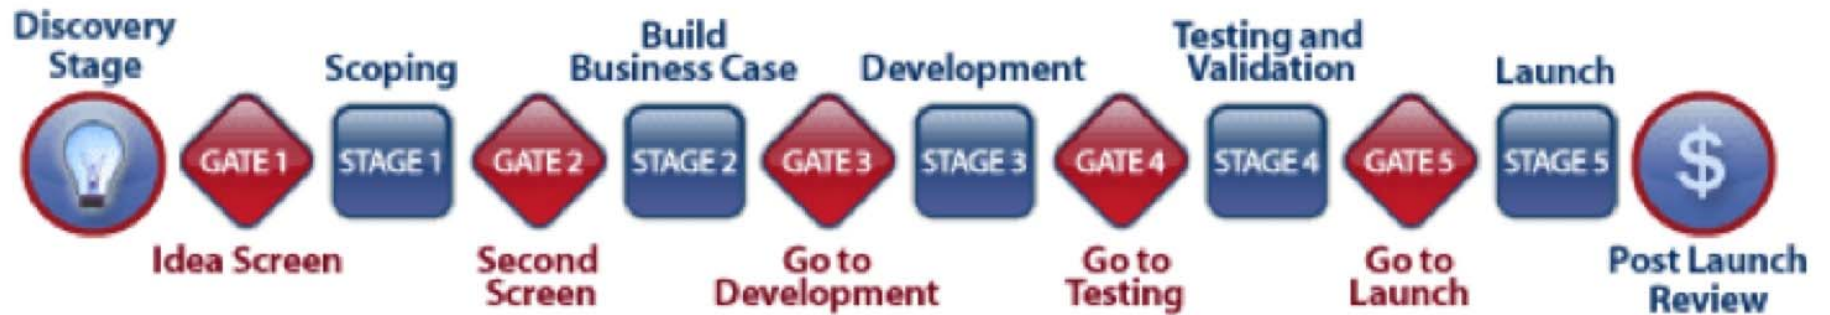 Discovery
Stage
Scoping
Build
Business Case
Development
Testing and
Validation
Launch
GATE 1
STAGE 1
GATE 2
STAGE 2
GATE 3
STAGE 3
GATE 4
STAGE 4
GATE 5
STAGE 5
$
Idea Screen
Second
Screen
Go to
Development
Go to
Testing
Go to
Launch
Post Launch
Review